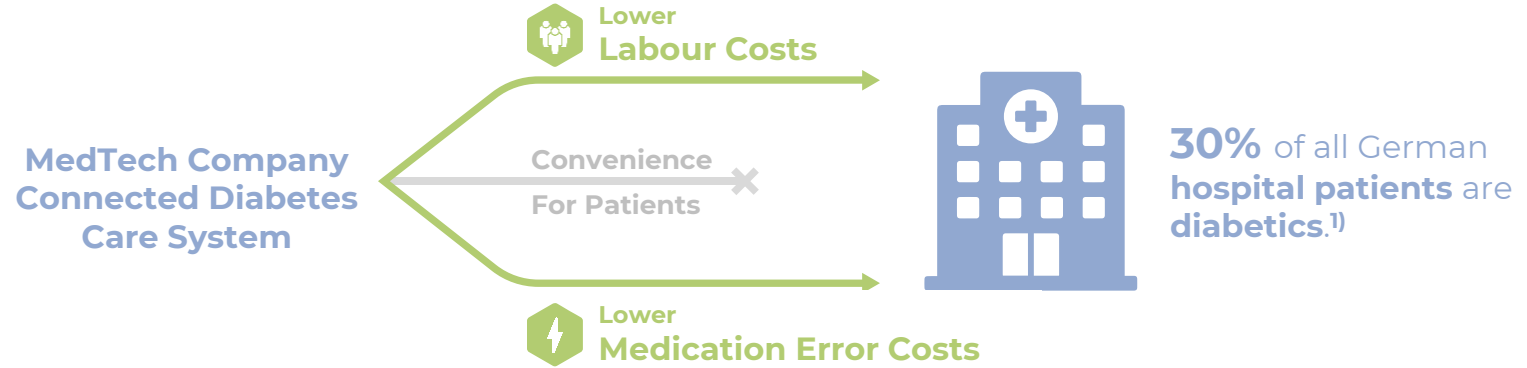 MedTech Company
Connected Diabetes
Care System
Lower
Labour Costs
Convenience
For Patients
Lower
Medication Error Costs
30% of all German
hospital patients are
diabetics.1)